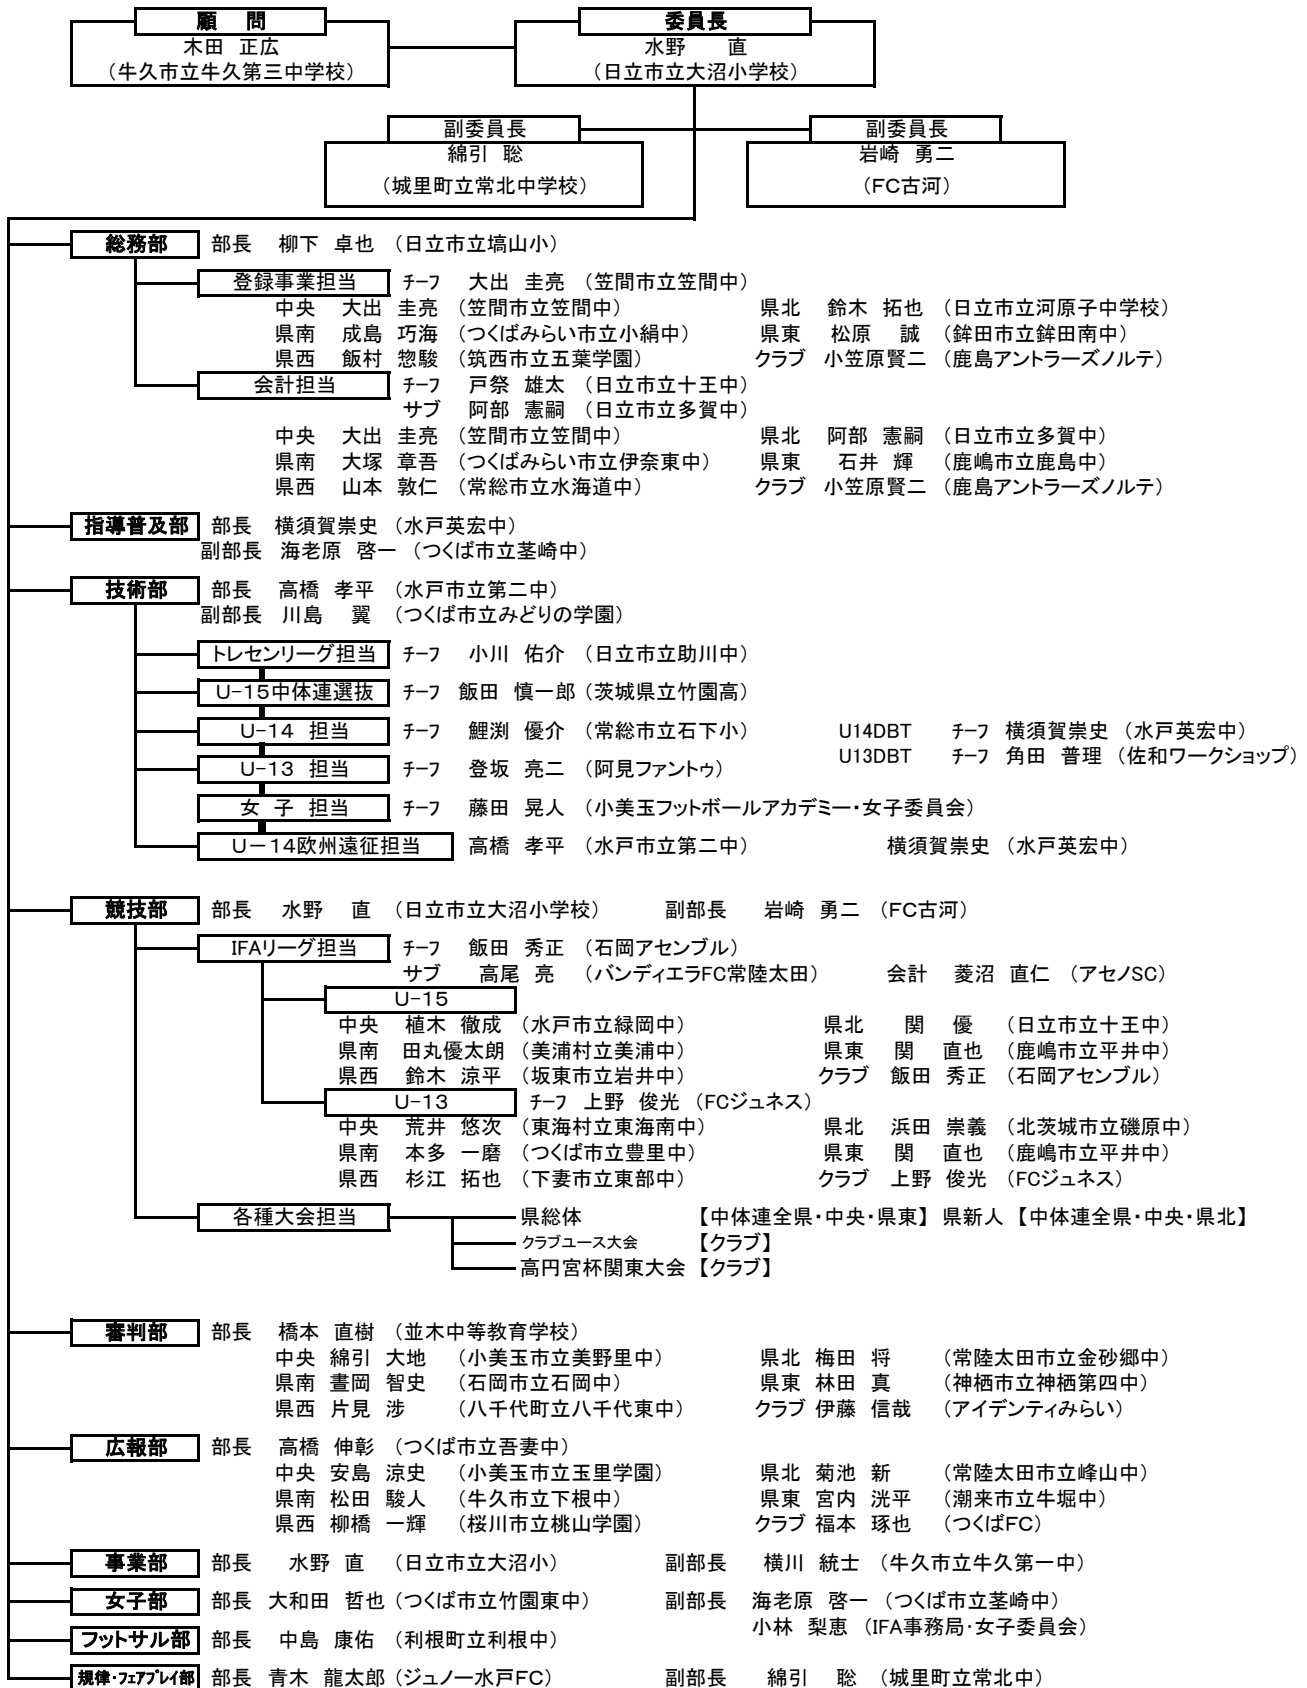 顧　問　委員長
木田 正広　水野　直
(牛久市立牛久第三中学校)　(日立市立大沼小学校)
副委員長　副委員長
綿引 聡　岩崎 勇二
(城里町立常北中学校)　(FC古河)
総務部　部長　柳下 卓也　(日立市立塙山小)
登録事業担当　チーフ　大出 圭亮　(笠間市立笠間中)
中央　大出 圭亮　(笠間市立笠間中)　県北　鈴木 拓也　(日立市立河原子中学校)
県南　成島 巧海　(つくばみらい市立小絹中)　県東　松原　誠　(鉾田市立鉾田南中)
県西　飯村 惣駿　(筑西市立五葉学園)　クラブ　小笠原賢二　(鹿島アントラーズノルテ)
会計担当　チーフ　戸祭 雄太　(日立市立十王中)
サブ　阿部 憲嗣　(日立市立多賀中)
中央　大出 圭亮　(笠間市立笠間中)　県北　阿部 憲嗣　(日立市立多賀中)
県南　大塚 章吾　(つくばみらい市立伊奈東中)　県東　石井 輝　(鹿嶋市立鹿島中)
県西　山本 敦仁　(常総市立水海道中)　クラブ　小笠原賢二　(鹿島アントラーズノルテ)
指導普及部　部長　横須賀崇史　(水戸英宏中)
副部長　海老原 啓一　(つくば市立茎崎中)
技術部　部長　高橋 孝平　(水戸市立第二中)
副部長　川島　翼　(つくば市立みどりの学園)
トレセンリーグ担当　チーフ　小川 佑介　(日立市立助川中)
U-15中体連選抜　チーフ　飯田 慎一郎　(茨城県立竹園高)
U-14 担当　チーフ　鯉渕 優介　(常総市立石下小)　U14DBT　チーフ　横須賀崇史　(水戸英宏中)
U-13 担当　チーフ　登坂 亮二　(阿見ファントゥ)　U13DBT　チーフ　角田 普理　(佐和ワークショップ)
女 子 担当　チーフ　藤田 晃人　(小美玉フットボールアカデミー・女子委員会)
U－14欧州遠征担当　高橋 孝平　(水戸市立第二中)　横須賀崇史　(水戸英宏中)
競技部　部長　水野　直　(日立市立大沼小学校)　副部長　岩崎 勇二　(FC古河)
IFAリーグ担当　チーフ　飯田 秀正　(石岡アセンブル)
サブ　高尾 亮　(バンディエラFC常陸太田)　会計　菱沼 直仁　(アセノSC)
U-15
中央　植木 徹成　(水戸市立緑岡中)　県北　関　優　(日立市立十王中)
県南　田丸優太朗　(美浦村立美浦中)　県東　関　直也　(鹿嶋市立平井中)
県西　鈴木 涼平　(坂東市立岩井中)　クラブ　飯田 秀正　(石岡アセンブル)
U-13　チーフ　上野 俊光　(FCジュネス)
中央　荒井 悠次　(東海村立東海南中)　県北　浜田 崇義　(北茨城市立磯原中)
県南　本多 一磨　(つくば市立豊里中)　県東　関　直也　(鹿嶋市立平井中)
県西　杉江 拓也　(下妻市立東部中)　クラブ　上野 俊光　(FCジュネス)
各種大会担当　県総体　【中体連全県・中央・県東】　県新人　【中体連全県・中央・県北】
クラブユース大会　【クラブ】
高円宮杯関東大会　【クラブ】
審判部　部長　橋本 直樹　(並木中等教育学校)
中央　綿引 大地　(小美玉市立美野里中)　県北　梅田 将　(常陸太田市立金砂郷中)
県南　晝岡 智史　(石岡市立石岡中)　県東　林田 真　(神栖市立神栖第四中)
県西　片見 渉　(八千代町立八千代東中)　クラブ　伊藤 信哉　(アイデンティみらい)
広報部　部長　高橋 伸彰　(つくば市立吾妻中)
中央　安島 涼史　(小美玉市立玉里学園)　県北　菊池 新　(常陸太田市立峰山中)
県南　松田 駿人　(牛久市立下根中)　県東　宮内 洸平　(潮来市立牛堀中)
県西　柳橋 一輝　(桜川市立桃山学園)　クラブ　福本 琢也　(つくばFC)
事業部　部長　水野 直　(日立市立大沼小)　副部長　横川 統士　(牛久市立牛久第一中)
女子部　部長　大和田 哲也　(つくば市立竹園東中)　副部長　海老原 啓一　(つくば市立茎崎中)
小林 梨恵　(IFA事務局・女子委員会)
フットサル部　部長　中島 康佑　(利根町立利根中)
規律・フェアプレイ部　部長　青木 龍太郎　(ジュノー水戸FC)　副部長　綿引　聡　(城里町立常北中)